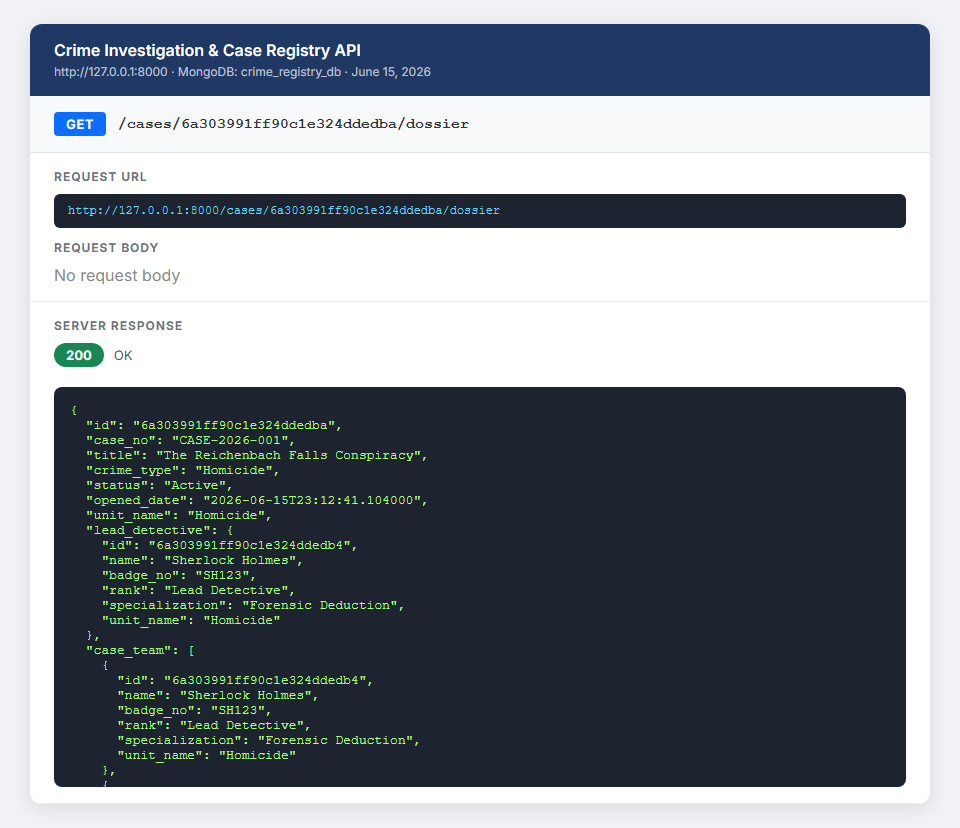 Crime Investigation & Case Registry API
http://127.0.0.1:8000 · MongoDB: crime_registry_db · June 15, 2026
GET /cases/6a303991ff90c1e324ddedba/dossier
REQUEST URL
http://127.0.0.1:8000/cases/6a303991ff90c1e324ddedba/dossier
REQUEST BODY
No request body
SERVER RESPONSE
200 OK
{
  "id": "6a303991ff90c1e324ddedba",
  "case_no": "CASE-2026-001",
  "title": "The Reichenbach Falls Conspiracy",
  "crime_type": "Homicide",
  "status": "Active",
  "opened_date": "2026-06-15T23:12:41.104000",
  "unit_name": "Homicide",
  "lead_detective": {
    "id": "6a303991ff90c1e324ddedb4",
    "name": "Sherlock Holmes",
    "badge_no": "SH123",
    "rank": "Lead Detective",
    "specialization": "Forensic Deduction",
    "unit_name": "Homicide"
  },
  "case_team": [
    {
      "id": "6a303991ff90c1e324ddedb4",
      "name": "Sherlock Holmes",
      "badge_no": "SH123",
      "rank": "Lead Detective",
      "specialization": "Forensic Deduction",
      "unit_name": "Homicide"
    },
    {